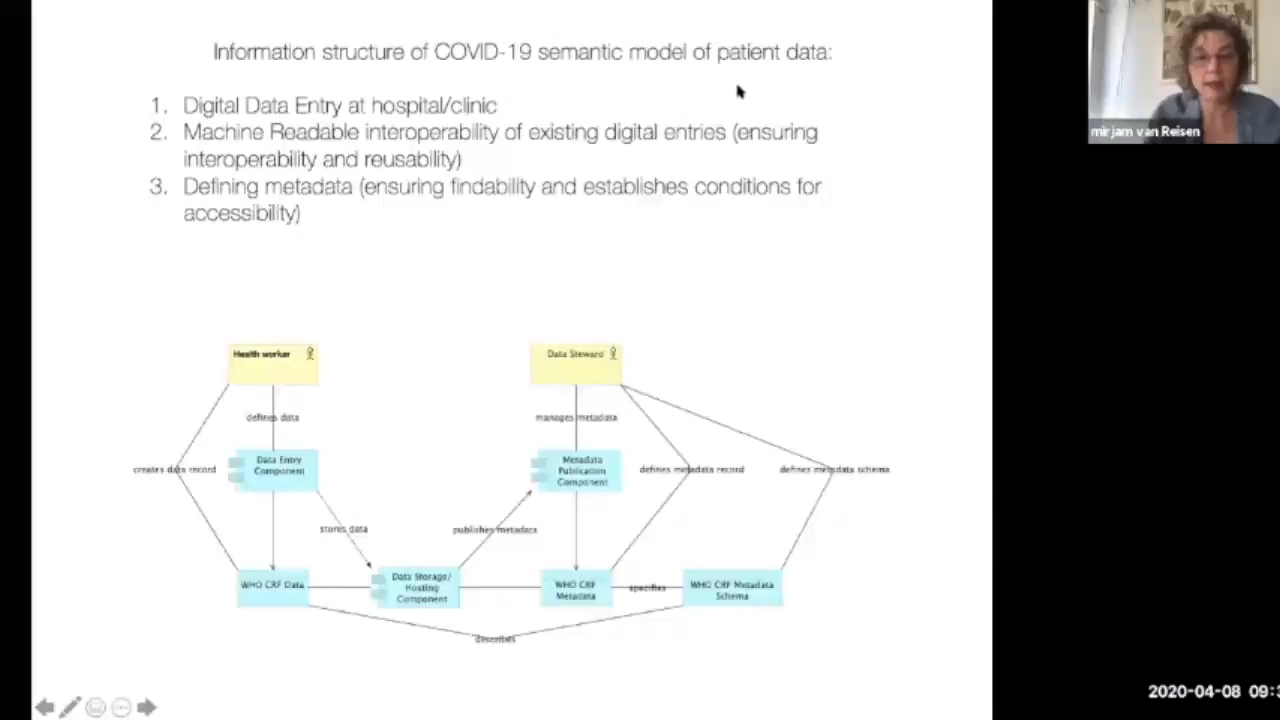 Information structure of COVID-19 semantic model of patient data:
1. Digital Data Entry at hospital/clinic
2. Machine Readable interoperability of existing digital entries (ensuring
interoperability and reusability)
3. Defining metadata (ensuring findability and establishes conditions for
accessibility)
mirjam van Reisen
Health worker
Data Steward
defines data
manages metadata
creates data record
Data Entry
Component
Metadata
Publication
Component
defines metadata record
defines metadata schema
stores data
publishes metadata
WHO CRF Data
Data Storage/
Hosting
Component
WHO CRF
Metadata
specifies
WHO CRF Metadata
Schema
describes
2020-04-08 09:3